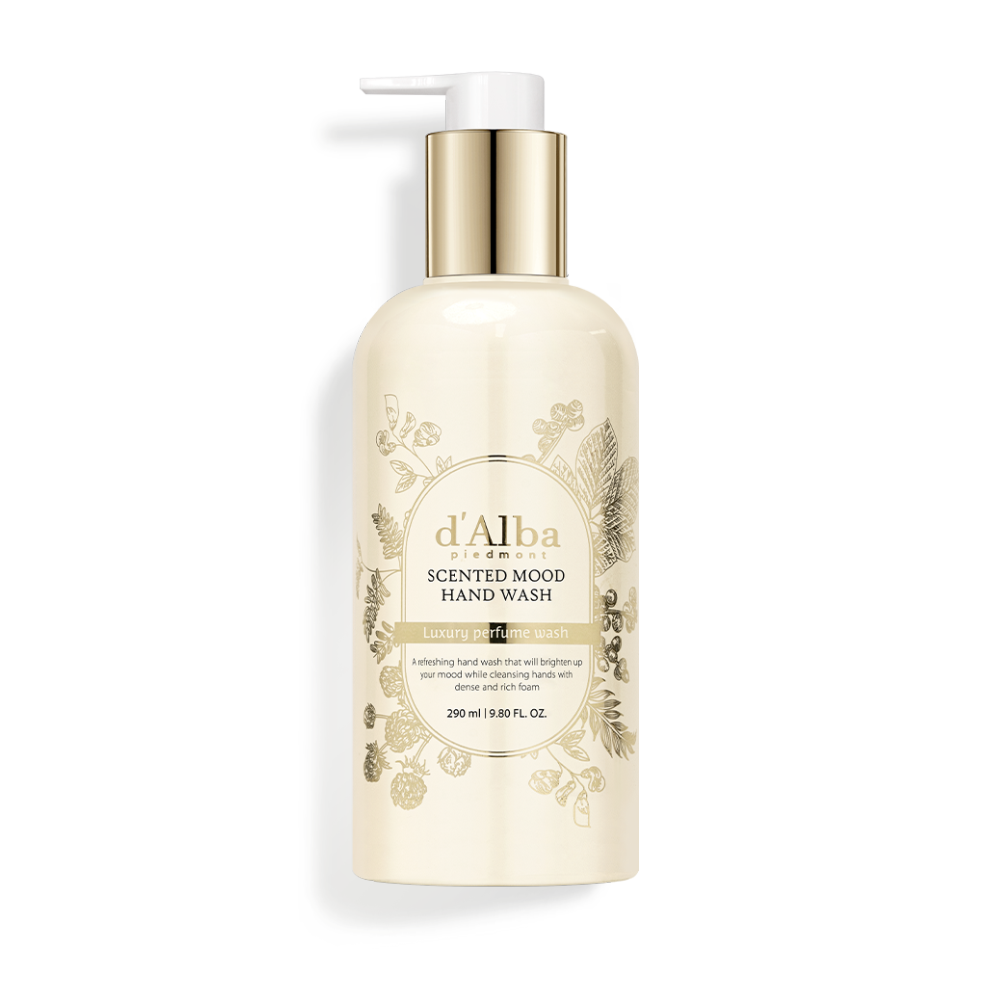 d'Alba
piedmont
SCENTED MOOD
HAND WASH
Luxury perfume wash
A refreshing hand wash that will brighten up
your mood while cleansing hands with
dense and rich foam
290 ml | 9.80 FL. OZ.